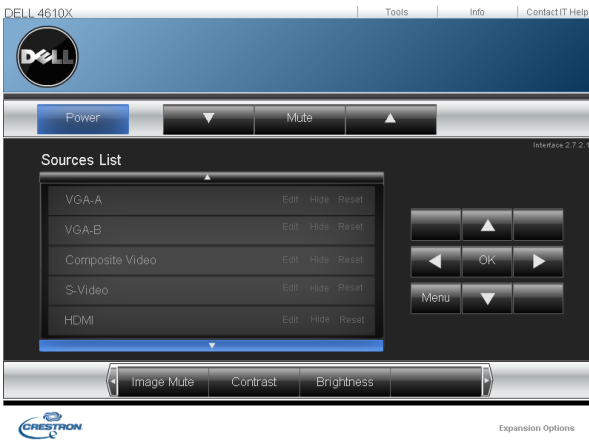 DELL 4610X
Tools Info Contact IT Help
DELL
Power Mute
Interface 2.7.2.1
Sources List
VGA-A Edit Hide Reset
VGA-B Edit Hide Reset
Composite Video Edit Hide Reset
S-Video Edit Hide Reset
HDMI Edit Hide Reset
OK
Menu
Image Mute Contrast Brightness
CRESTRON
Expansion Options